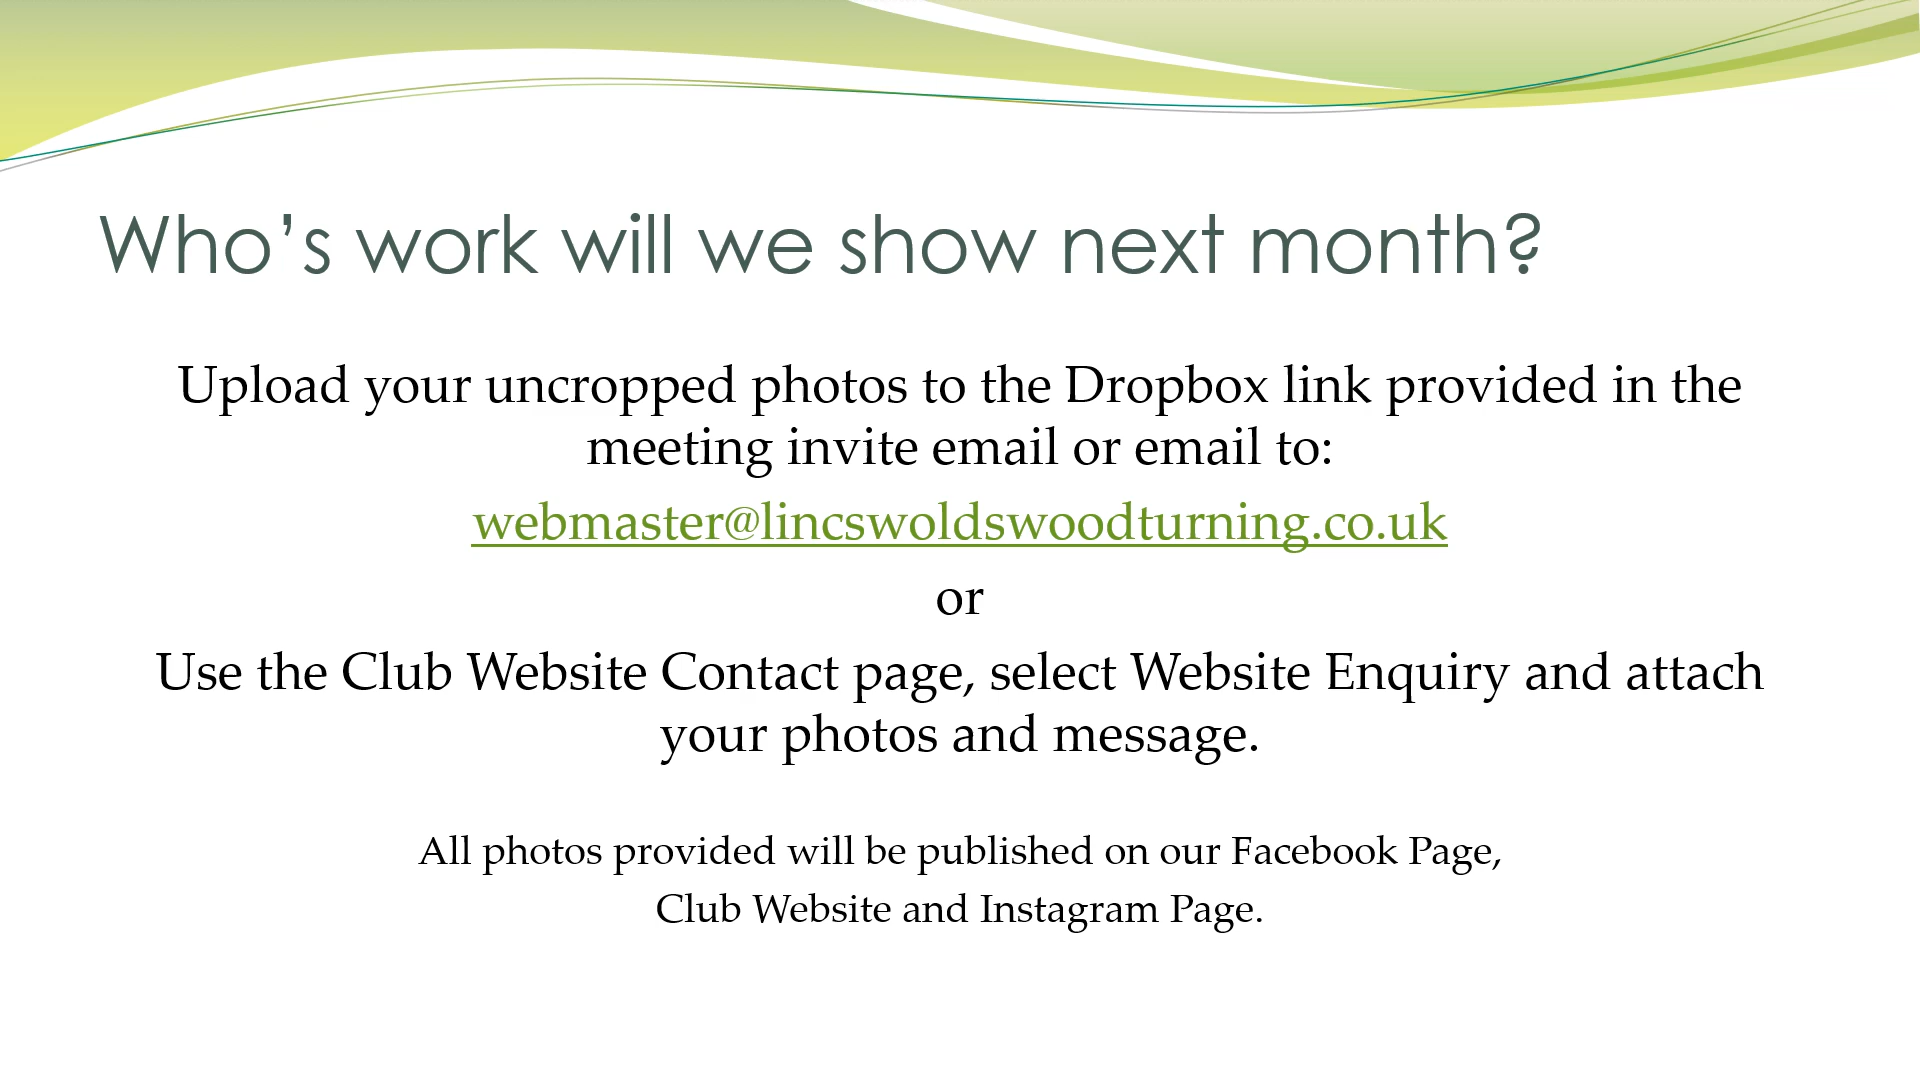 Who’s work will we show next month?
Upload your uncropped photos to the Dropbox link provided in the
meeting invite email or email to:
webmaster@lincswoldswoodturning.co.uk
or
Use the Club Website Contact page, select Website Enquiry and attach
your photos and message.
All photos provided will be published on our Facebook Page,
Club Website and Instagram Page.